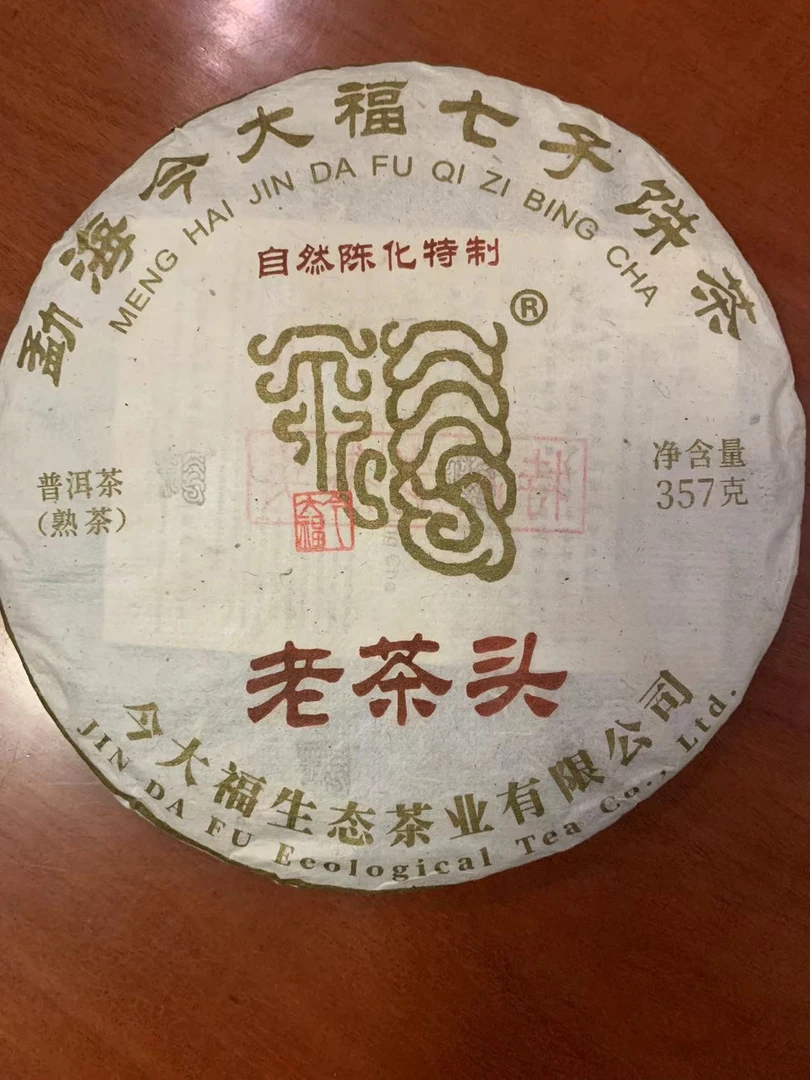 勐海今大福七子饼茶
MENG HAI JIN DA FU QI ZI BING CHA
自然陈化特制
®
普洱茶
(熟茶)
净含量
357克
今大福
老茶头
今大福生态茶业有限公司
JIN DA FU Ecological Tea Co., Ltd.